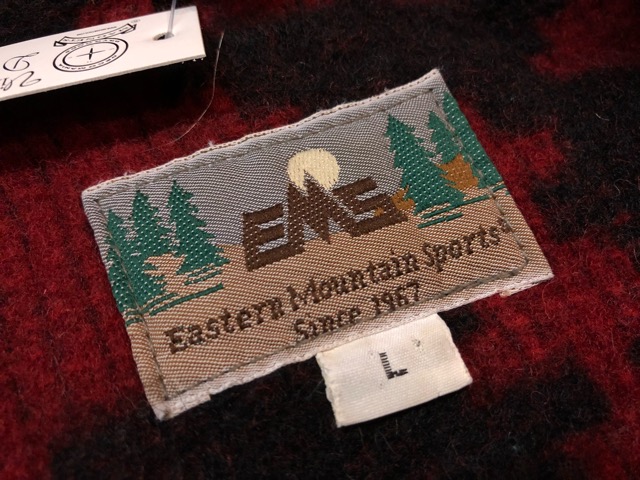 EMS
Eastern Mountain Sports
Since 1967
L